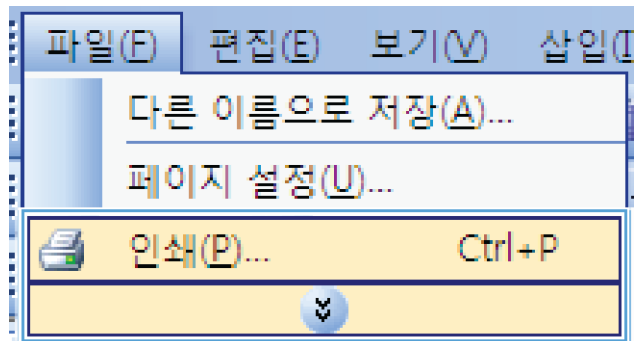 파일(F) 편집(E) 보기(V) 삽입(I
다른 이름으로 저장(A)...
페이지 설정(U)...
인쇄(P)... Ctrl+P